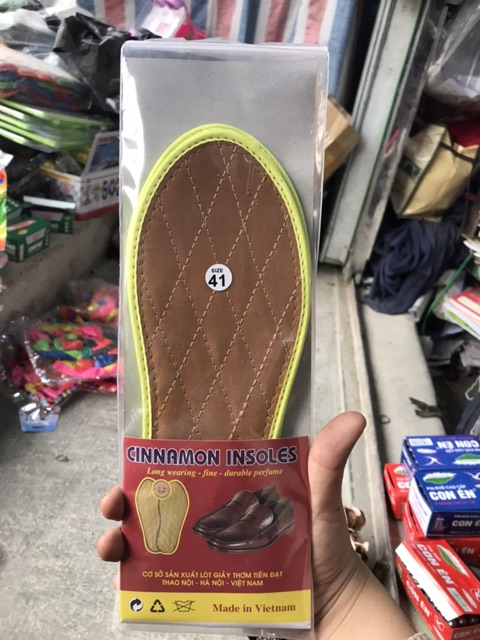 SIZE
41
CINNAMON INSOLES
Long wearing - fine - durable perfume
CƠ SỞ SẢN XUẤT LÓT GIẦY THƠM TIẾN ĐẠT
THAO NỘI - HÀ NỘI - VIỆT NAM
Made in Vietnam
CON ÉN
CON ÉN
CON ÉN